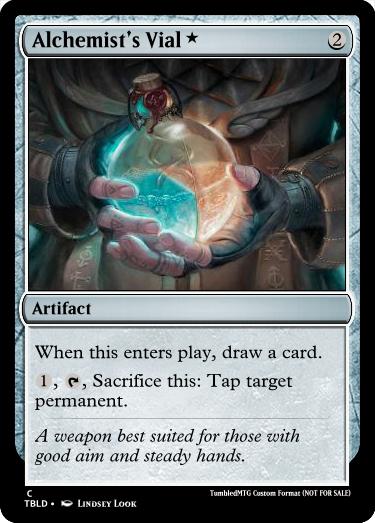 Alchemist's Vial ★ 2
Artifact
When this enters play, draw a card.
1, , Sacrifice this: Tap target
permanent.
A weapon best suited for those with
good aim and steady hands.
C
TBLD • Lindsey Look
TumbledMTG Custom Format (NOT FOR SALE)